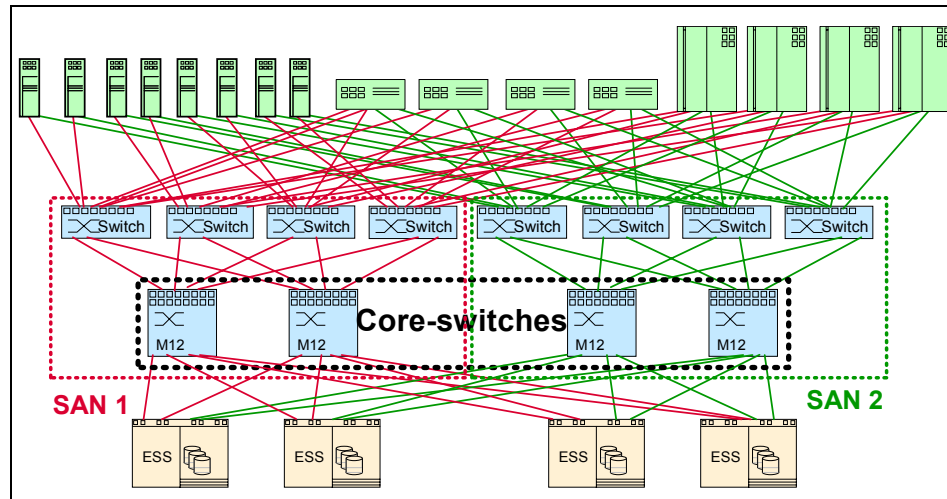 Switch Switch Switch Switch Switch Switch Switch Switch
Core-switches
M12 M12 M12 M12
SAN 1 SAN 2
ESS ESS ESS ESS